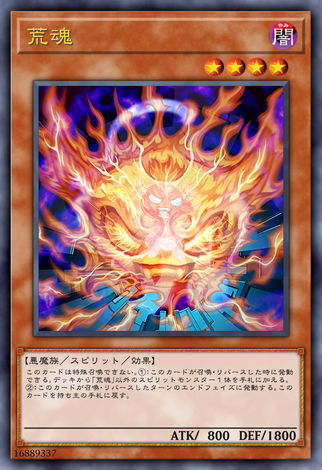 荒魂
やみ
闇
【悪魔族／スピリット／効果】
このカードは特殊召喚できない。①：このカードが召喚・リバースした時に発動
できる。デッキから「荒魂」以外のスピリットモンスター１体を手札に加える。
②：このカードが召喚・リバースしたターンのエンドフェイズに発動する。この
カードを持ち主の手札に戻す。
ATK/ 800 DEF/1800
16889337